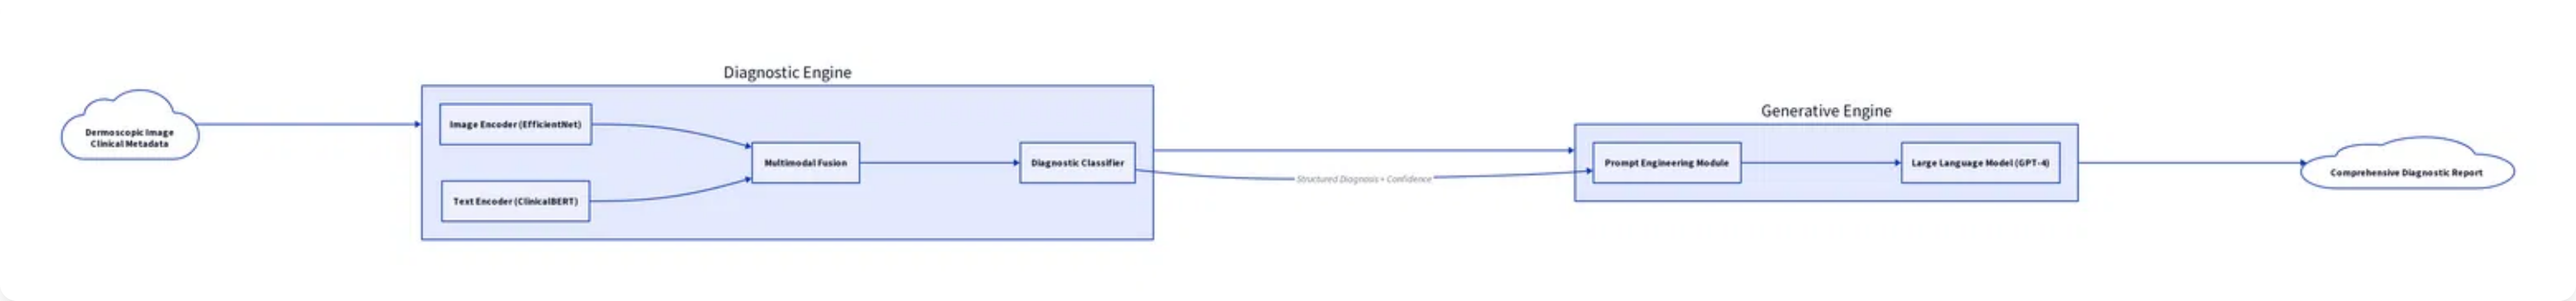 Diagnostic Engine
Generative Engine
Dermoscopic Image
Clinical Metadata
Image Encoder (EfficientNet)
Text Encoder (ClinicalBERT)
Multimodal Fusion
Diagnostic Classifier
Structured Diagnosis + Confidence
Prompt Engineering Module
Large Language Model (GPT-4)
Comprehensive Diagnostic Report